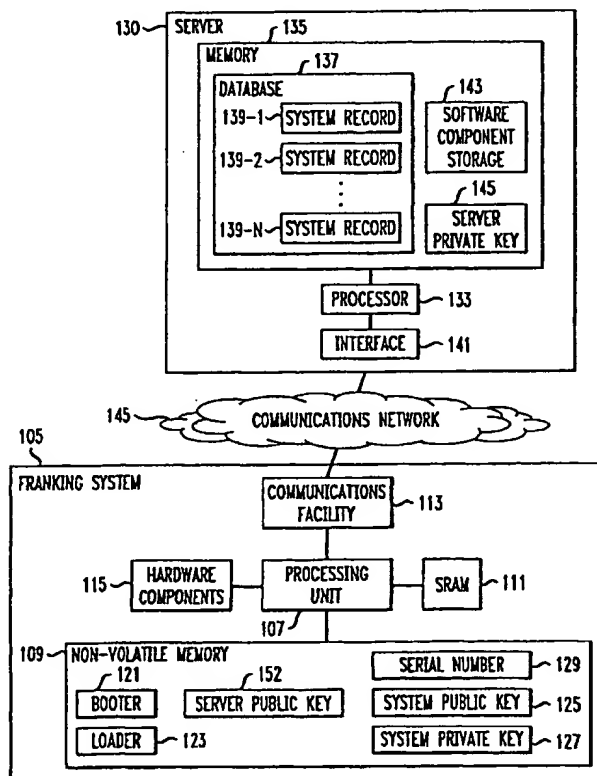 130 SERVER
135
MEMORY
137
DATABASE
139-1 SYSTEM RECORD
139-2 SYSTEM RECORD
139-N SYSTEM RECORD
143
SOFTWARE
COMPONENT
STORAGE
145
SERVER
PRIVATE KEY
PROCESSOR 133
INTERFACE 141
145 COMMUNICATIONS NETWORK
105
FRANKING SYSTEM
COMMUNICATIONS
FACILITY
113
115 HARDWARE
COMPONENTS
PROCESSING
UNIT
107
SRAM 111
109 NON-VOLATILE MEMORY
121
BOOTER
152
SERVER PUBLIC KEY
LOADER 123
SERIAL NUMBER 129
SYSTEM PUBLIC KEY 125
SYSTEM PRIVATE KEY 127